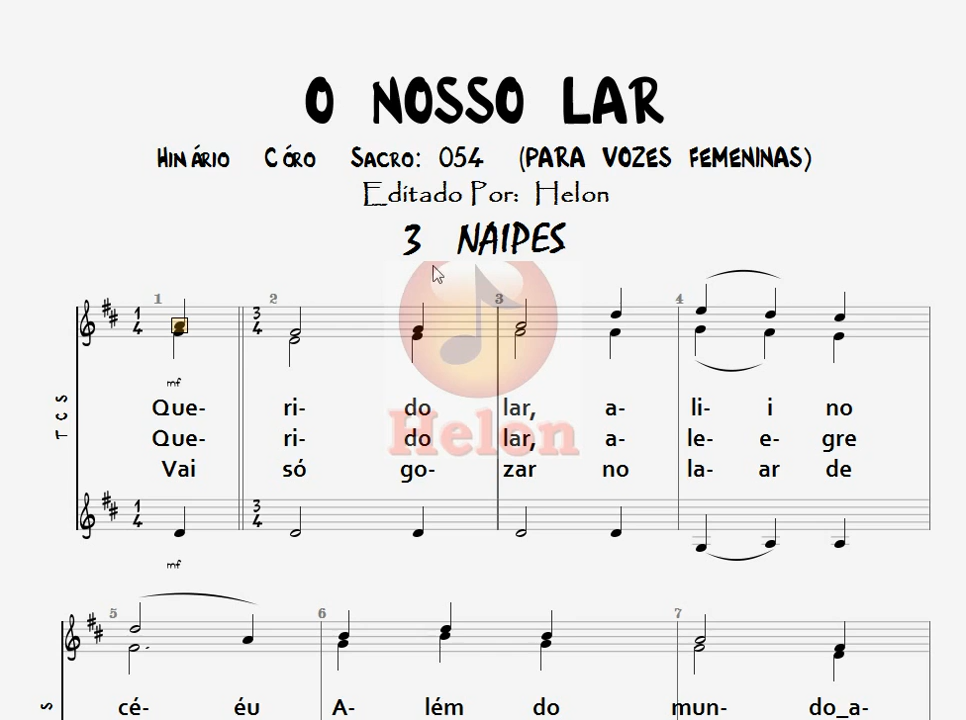 O NOSSO LAR
Hinário Côro Sacro: 054 (PARA VOZES FEMENINAS)
Editado Por: Helon
3 NAIPES
1 2 3 4
1 4 3 4
mf
T C S
Que- ri- do lar, a- li- i no
Que- ri- do lar, a- le- e- gre
Vai só go- zar no la- ar de
Helon
1 4 3 4
mf
5 6 7
S cé- éu A- lém do mun- do_a-